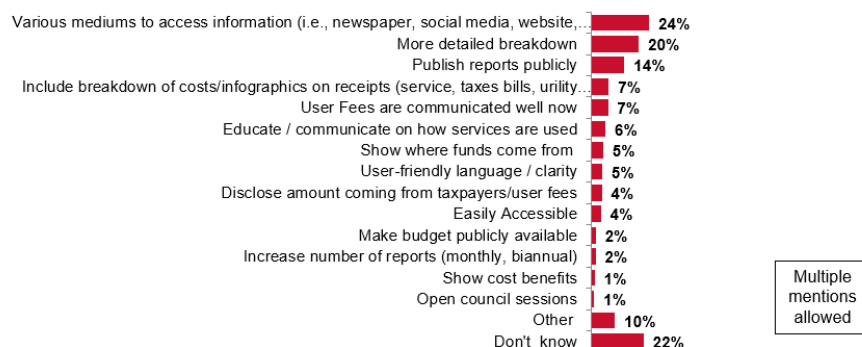 Various mediums to access information (i.e., newspaper, social media, website,... 24%
More detailed breakdown 20%
Publish reports publicly 14%
Include breakdown of costs/infographics on receipts (service, taxes bills, urility... 7%
User Fees are communicated well now 7%
Educate / communicate on how services are used 6%
Show where funds come from 5%
User-friendly language / clarity 5%
Disclose amount coming from taxpayers/user fees 4%
Easily Accessible 4%
Make budget publicly available 2%
Increase number of reports (monthly, biannual) 2%
Show cost benefits 1%
Open council sessions 1%
Other 10%
Don't know 22%
Multiple
mentions
allowed